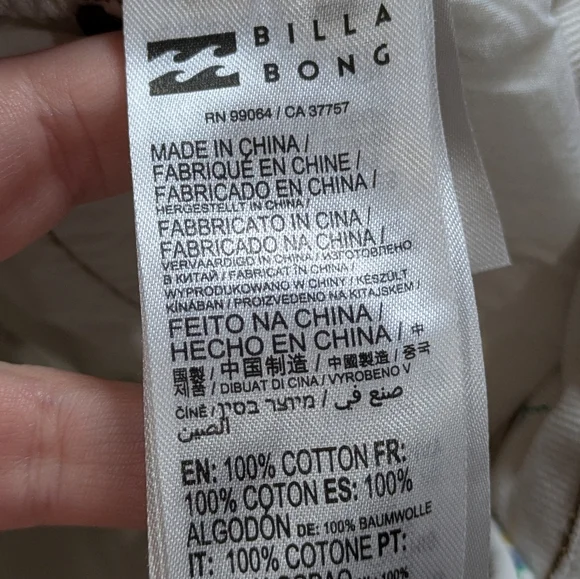 BILLA
BONG
RN 99064 / CA 37757
MADE IN CHINA /
FABRIQUÉ EN CHINE /
FABRICADO EN CHINA /
HERGESTELLT IN CHINA /
FABBRICATO IN CINA /
FABRICADO NA CHINA /
VERVAARDIGD IN CHINA / ИЗГОТОВЛЕНО
В КИТАЙ / FABRICAT ÎN CHINA /
WYPRODUKOWANO W CHINY / KÉSZÜLT
KÍNÁBAN / PROIZVEDENO NA KITAJSKEM /
FEITO NA CHINA /
HECHO EN CHINA / 中
國製 / 中国制造 / 中國製造 / 중국
제품 / DIBUAT DI CINA / VYROBENO V
ČÍNĚ / מיוצר בסין / صنع في
الصين
EN: 100% COTTON FR:
100% COTON ES: 100%
ALGODÓN DE: 100% BAUMWOLLE
IT: 100% COTONE PT:
100%